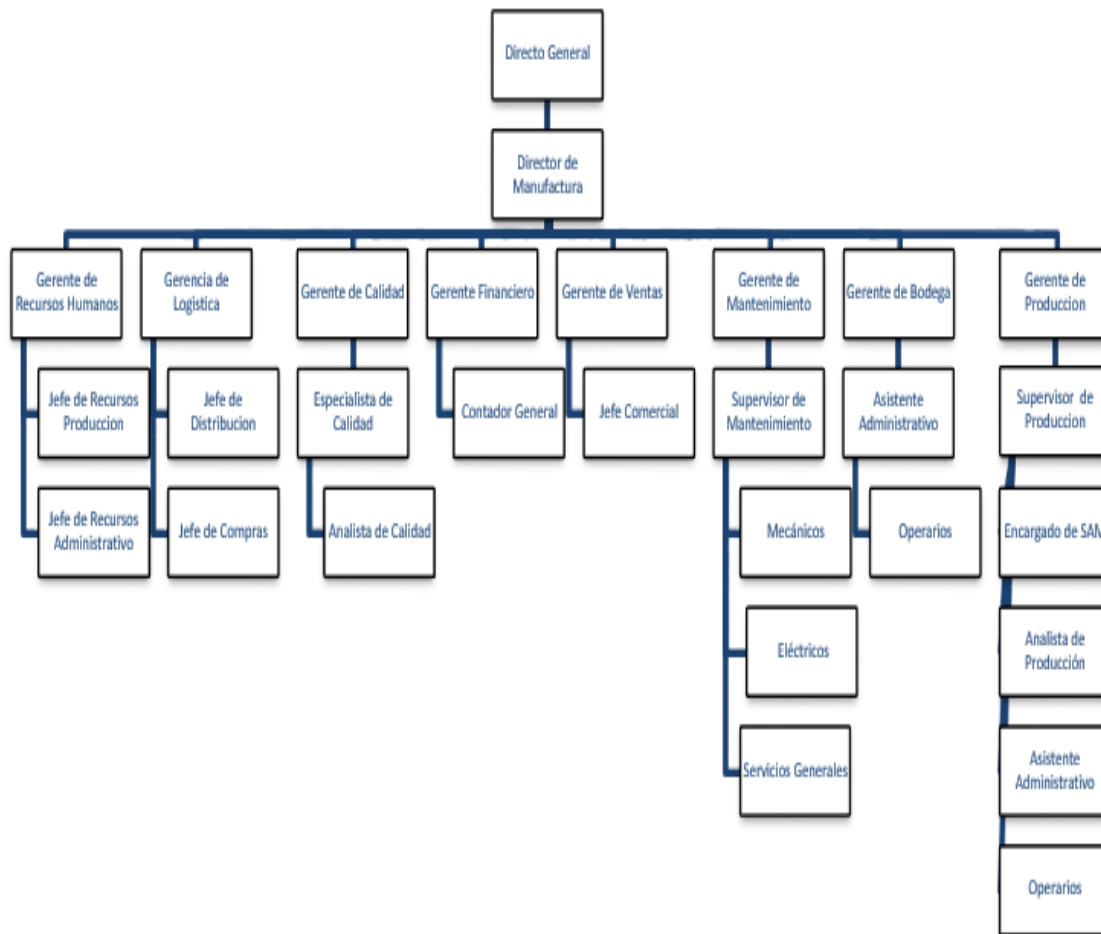 Directo General
Director de
Manufactura
Gerente de
Recursos Humanos
Gerencia de
Logistica
Gerente de Calidad
Gerente Financiero
Gerente de Ventas
Gerente de
Mantenimiento
Gerente de Bodega
Gerente de
Produccion
Jefe de Recursos
Produccion
Jefe de
Distribucion
Especialista de
Calidad
Contador General
Jefe Comercial
Supervisor de
Mantenimiento
Asistente
Administrativo
Supervisor de
Produccion
Jefe de Recursos
Administrativo
Jefe de Compras
Analista de Calidad
Mecánicos
Operarios
Encargado de SAM
Eléctricos
Analista de
Producción
Servicios Generales
Asistente
Administrativo
Operarios